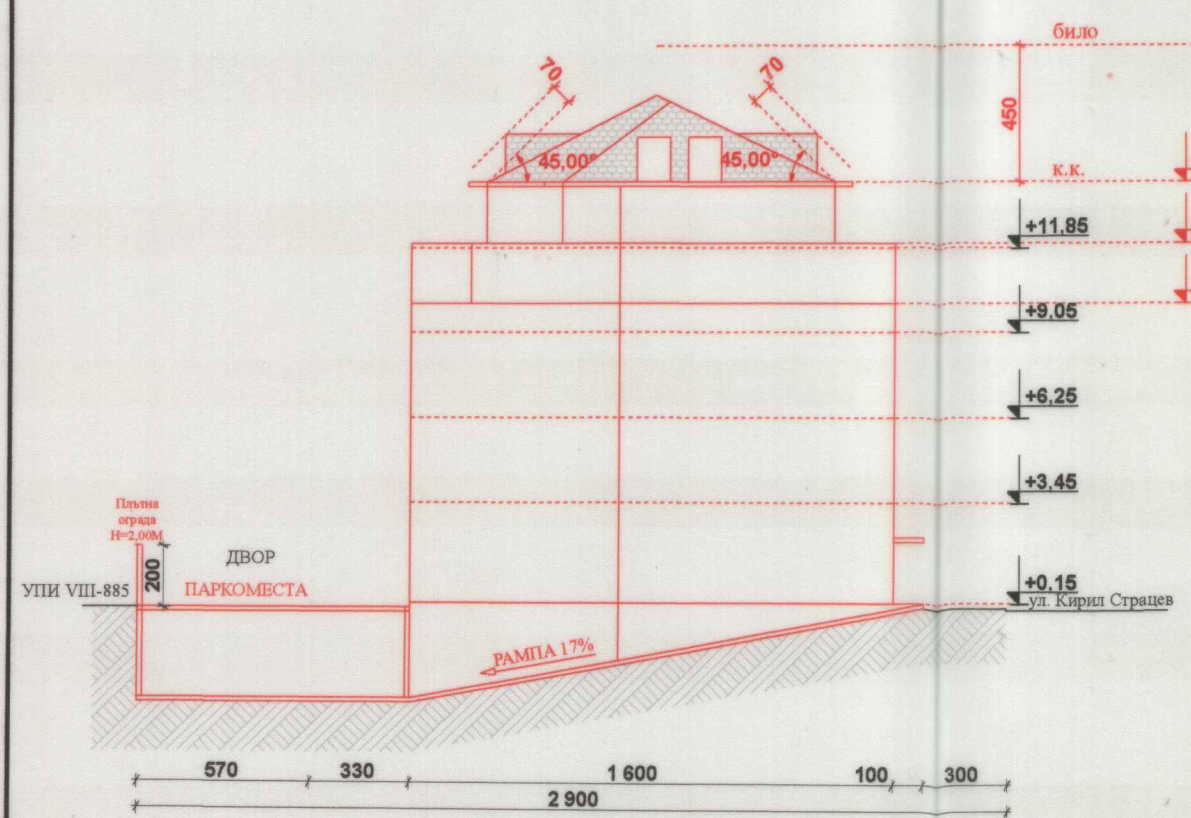 било
70
70
450
45,00°
45,00°
к.к.
+11,85
+9,05
+6,25
+3,45
Плътна
ограда
H=2,00М
200
ДВОР
ПАРКОМЕСТА
УПИ VIII-885
+0,15
ул. Кирил Страцев
РАМПА 17%
570 330 1 600 100 300
2 900